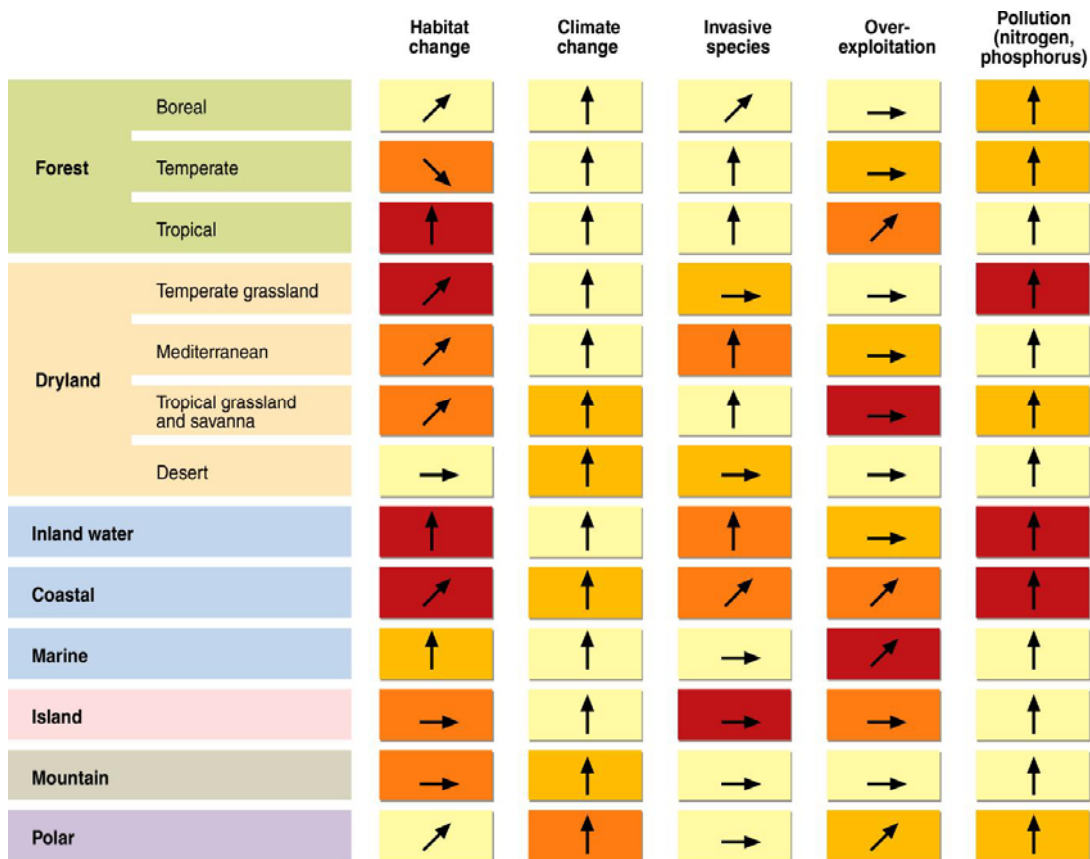 Habitat
change
Climate
change
Invasive
species
Over-
exploitation
Pollution
(nitrogen,
phosphorus)
Boreal
Forest
Temperate
Tropical
Temperate grassland
Mediterranean
Dryland
Tropical grassland
and savanna
Desert
Inland water
Coastal
Marine
Island
Mountain
Polar